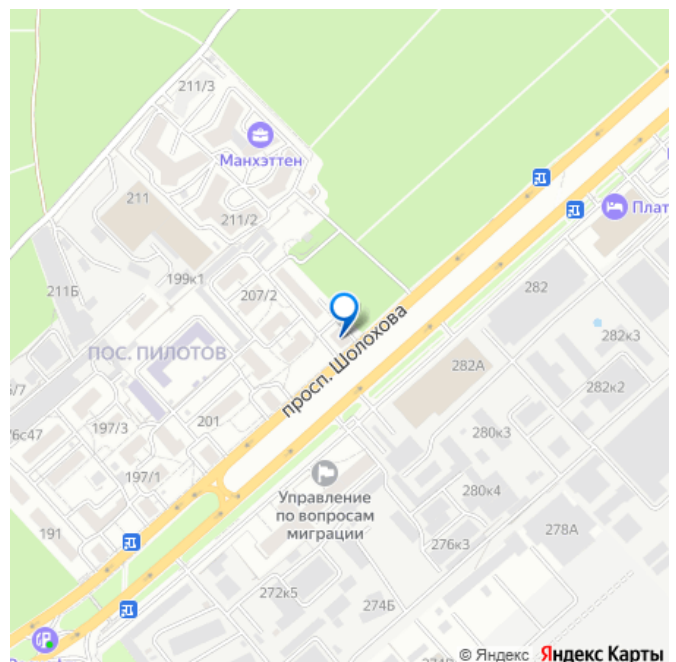 211/3
Манхэттен
211
211/2
Плат
199к1
211Б
207/2
282
просп. Шолохова
282к3
ПОС. ПИЛОТОВ
282А
282к2
/7
201
6с47
197/3
280к3
197/1
Управление
по вопросам
миграции
280к4
191
278А
276к3
272к5
274Б
© Яндекс Яндекс Карты